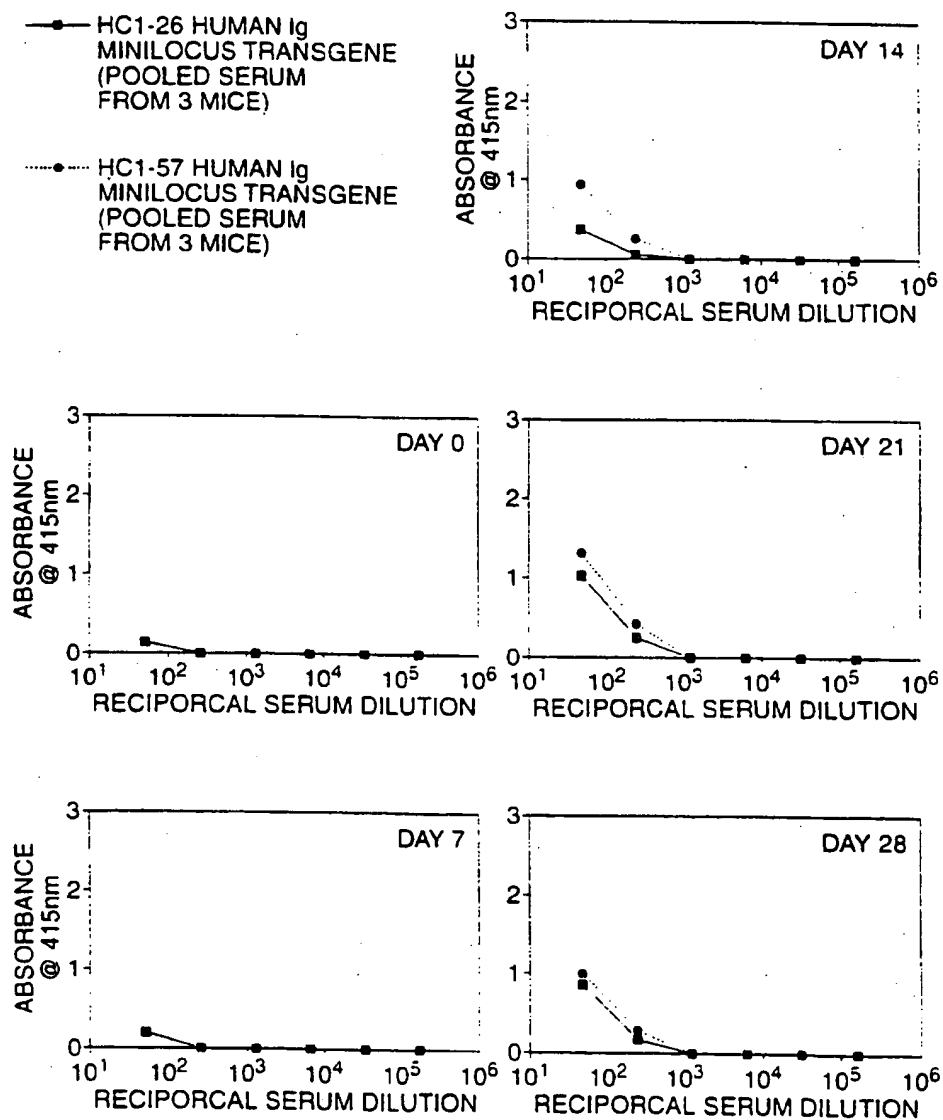 HC1-26 HUMAN Ig
MINILOCUS TRANSGENE
(POOLED SERUM
FROM 3 MICE)
HC1-57 HUMAN Ig
MINILOCUS TRANSGENE
(POOLED SERUM
FROM 3 MICE)
ABSORBANCE
@ 415nm
3
2
1
0
DAY 14
10¹ 10² 10³ 10⁴ 10⁵ 10⁶
RECIPORCAL SERUM DILUTION
ABSORBANCE
@ 415nm
3
2
1
0
DAY 0
10¹ 10² 10³ 10⁴ 10⁵ 10⁶
RECIPORCAL SERUM DILUTION
3
2
1
0
DAY 21
10¹ 10² 10³ 10⁴ 10⁵ 10⁶
RECIPORCAL SERUM DILUTION
ABSORBANCE
@ 415nm
3
2
1
0
DAY 7
10¹ 10² 10³ 10⁴ 10⁵ 10⁶
RECIPORCAL SERUM DILUTION
3
2
1
0
DAY 28
10¹ 10² 10³ 10⁴ 10⁵ 10⁶
RECIPORCAL SERUM DILUTION